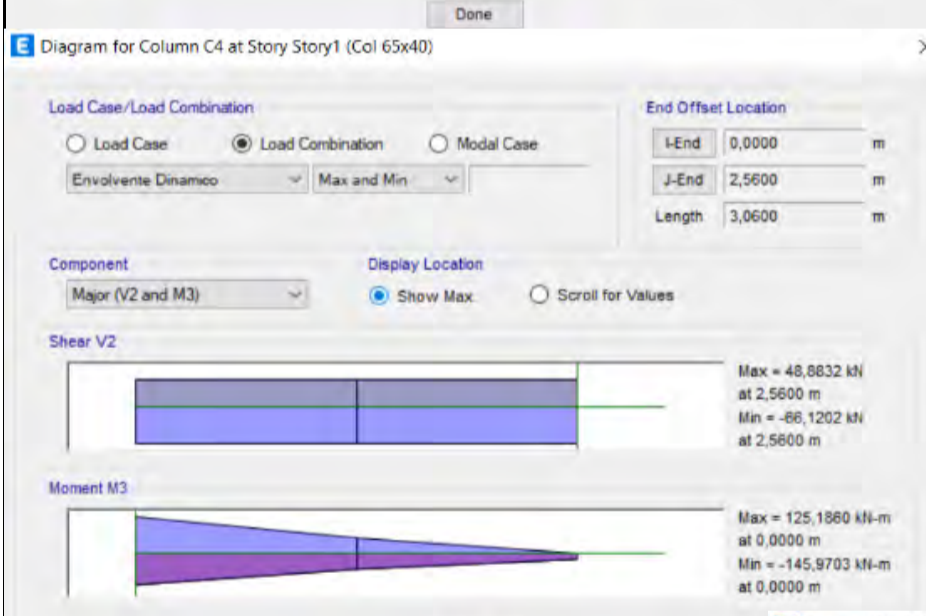 Done
E Diagram for Column C4 at Story Story1 (Col 65x40)
Load Case/Load Combination
Load Case Load Combination Modal Case
Envolvente Dinamico Max and Min
End Offset Location
I-End 0,0000 m
J-End 2,5600 m
Length 3,0600 m
Component
Major (V2 and M3)
Display Location
Show Max Scroll for Values
Shear V2
Max = 48,8832 kN
at 2,5600 m
Min = -66,1202 kN
at 2,5600 m
Moment M3
Max = 125,1860 kN-m
at 0,0000 m
Min = -145,9703 kN-m
at 0,0000 m